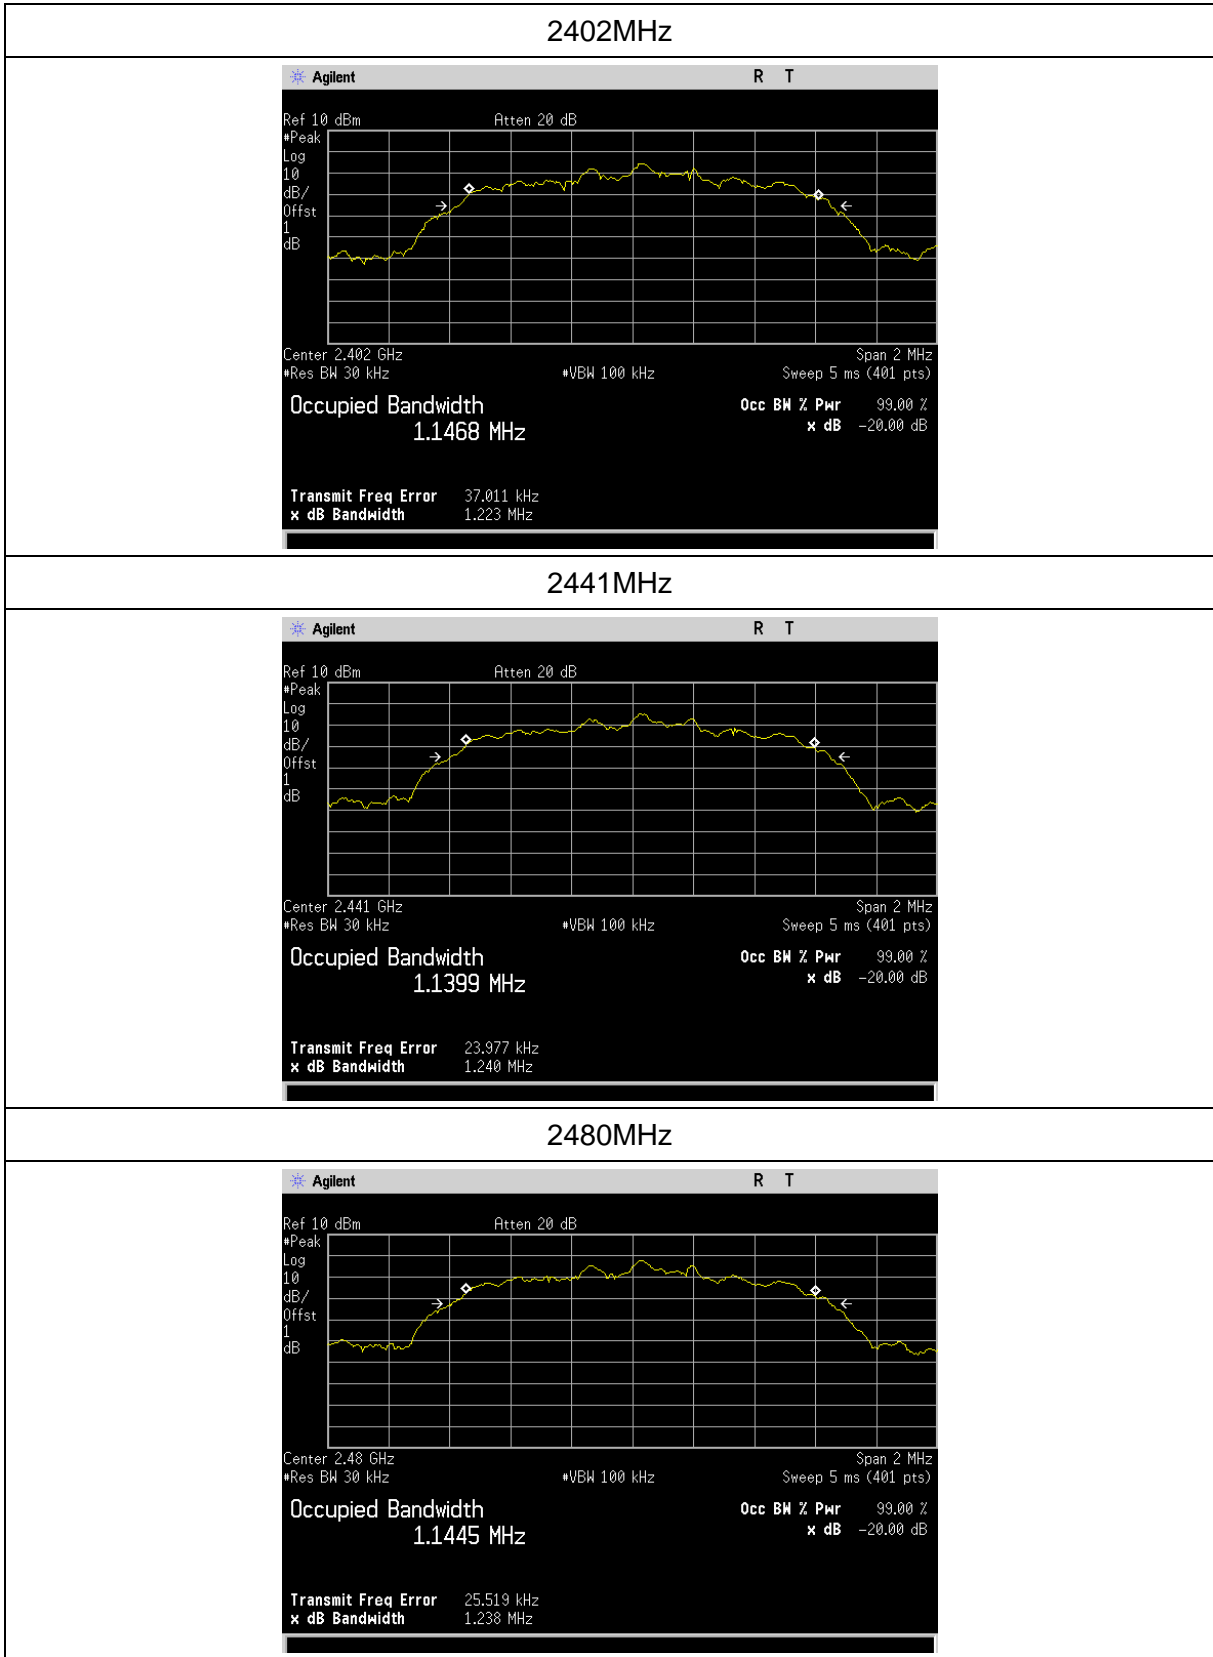 2402MHz
Agilent R T
Ref 10 dBm Atten 20 dB
#Peak
Log
10
dB/
Offst
1
dB
Center 2.402 GHz Span 2 MHz
#Res BW 30 kHz #VBW 100 kHz Sweep 5 ms (401 pts)
Occupied Bandwidth Occ BW % Pwr 99.00 %
1.1468 MHz x dB -20.00 dB
Transmit Freq Error 37.011 kHz
x dB Bandwidth 1.223 MHz
2441MHz
Agilent R T
Ref 10 dBm Atten 20 dB
#Peak
Log
10
dB/
Offst
1
dB
Center 2.441 GHz Span 2 MHz
#Res BW 30 kHz #VBW 100 kHz Sweep 5 ms (401 pts)
Occupied Bandwidth Occ BW % Pwr 99.00 %
1.1399 MHz x dB -20.00 dB
Transmit Freq Error 23.977 kHz
x dB Bandwidth 1.240 MHz
2480MHz
Agilent R T
Ref 10 dBm Atten 20 dB
#Peak
Log
10
dB/
Offst
1
dB
Center 2.48 GHz Span 2 MHz
#Res BW 30 kHz #VBW 100 kHz Sweep 5 ms (401 pts)
Occupied Bandwidth Occ BW % Pwr 99.00 %
1.1445 MHz x dB -20.00 dB
Transmit Freq Error 25.519 kHz
x dB Bandwidth 1.238 MHz